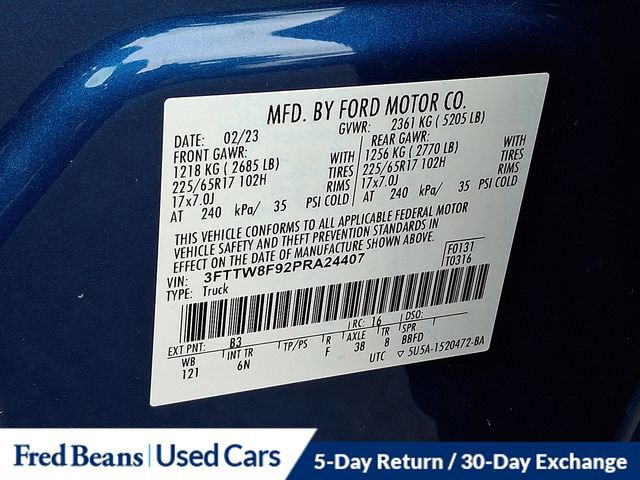 MFD. BY FORD MOTOR CO.
DATE: 02/23 GVWR: 2361 KG ( 5205 LB)
FRONT GAWR: WITH REAR GAWR: WITH
1218 KG ( 2685 LB) TIRES 1256 KG ( 2770 LB) TIRES
225/65R17 102H RIMS 225/65R17 102H RIMS
17x7.0J 17x7.0J
AT 240 kPa/ 35 PSI COLD AT 240 kPa/ 35 PSI COLD
THIS VEHICLE CONFORMS TO ALL APPLICABLE FEDERAL MOTOR
VEHICLE SAFETY AND THEFT PREVENTION STANDARDS IN
EFFECT ON THE DATE OF MANUFACTURE SHOWN ABOVE.
VIN: 3FTTW8F92PRA24407 F0131
TYPE: Truck T0316
EXT PNT: B3 RC: 16 DSO:
WB INT TR TP/PS R AXLE TR SPR
121 6N F 38 8 BBFD
UTC ▽ 5U5A-1520472-BA
Fred Beans Used Cars 5-Day Return / 30-Day Exchange